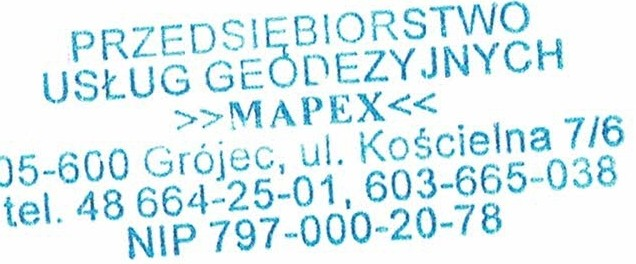 PRZEDSIĘBIORSTWO
USŁUG GEODEZYJNYCH
>>MAPEX<<
05-600 Grójec, ul. Kościelna 7/6
tel. 48 664-25-01, 603-665-038
NIP 797-000-20-78